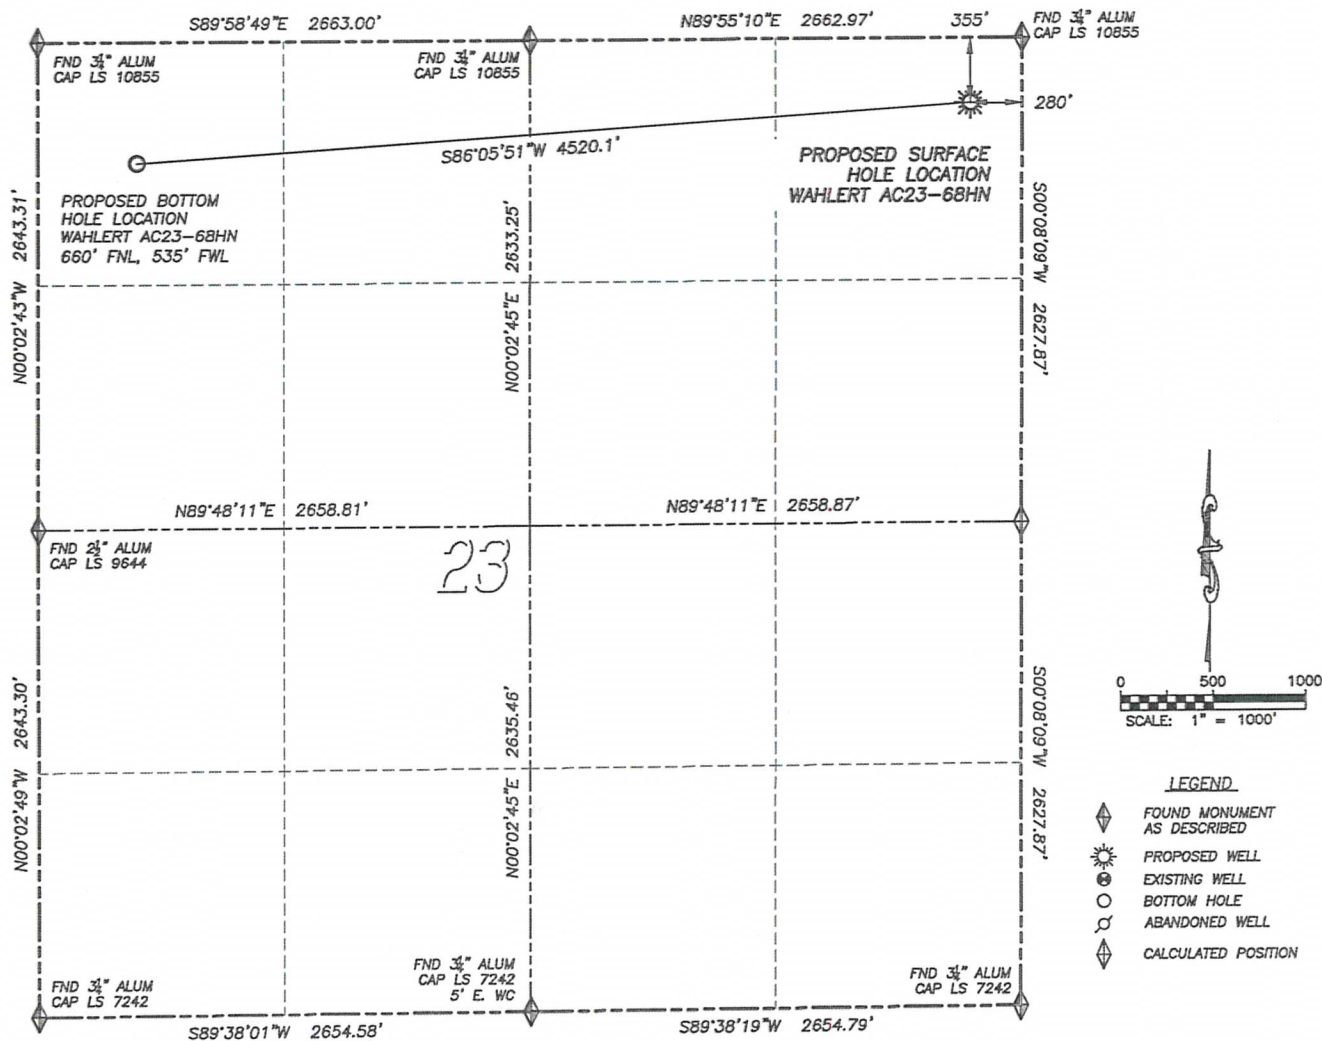 S89°58'49"E 2663.00'
N89°55'10"E 2662.97'
355'
FND 3¼" ALUM
CAP LS 10855
FND 3¼" ALUM
CAP LS 10855
FND 3¼" ALUM
CAP LS 10855
280'
S86°05'51"W 4520.1'
PROPOSED SURFACE
HOLE LOCATION
WAHLERT AC23-68HN
PROPOSED BOTTOM
HOLE LOCATION
WAHLERT AC23-68HN
660' FNL, 535' FWL
N00°02'43"W 2643.31'
N00°02'45"E 2633.25'
S00°08'09"W 2627.87'
N89°48'11"E 2658.81'
N89°48'11"E 2658.87'
FND 2½" ALUM
CAP LS 9644
23
N00°02'49"W 2643.30'
N00°02'45"E 2635.46'
S00°08'09"W 2627.87'
0 500 1000
SCALE: 1" = 1000'
LEGEND
FOUND MONUMENT
AS DESCRIBED
PROPOSED WELL
EXISTING WELL
BOTTOM HOLE
ABANDONED WELL
CALCULATED POSITION
FND 3¼" ALUM
CAP LS 7242
FND 3¼" ALUM
CAP LS 7242
5' E. WC
FND 3¼" ALUM
CAP LS 7242
S89°38'01"W 2654.58'
S89°38'19"W 2654.79'